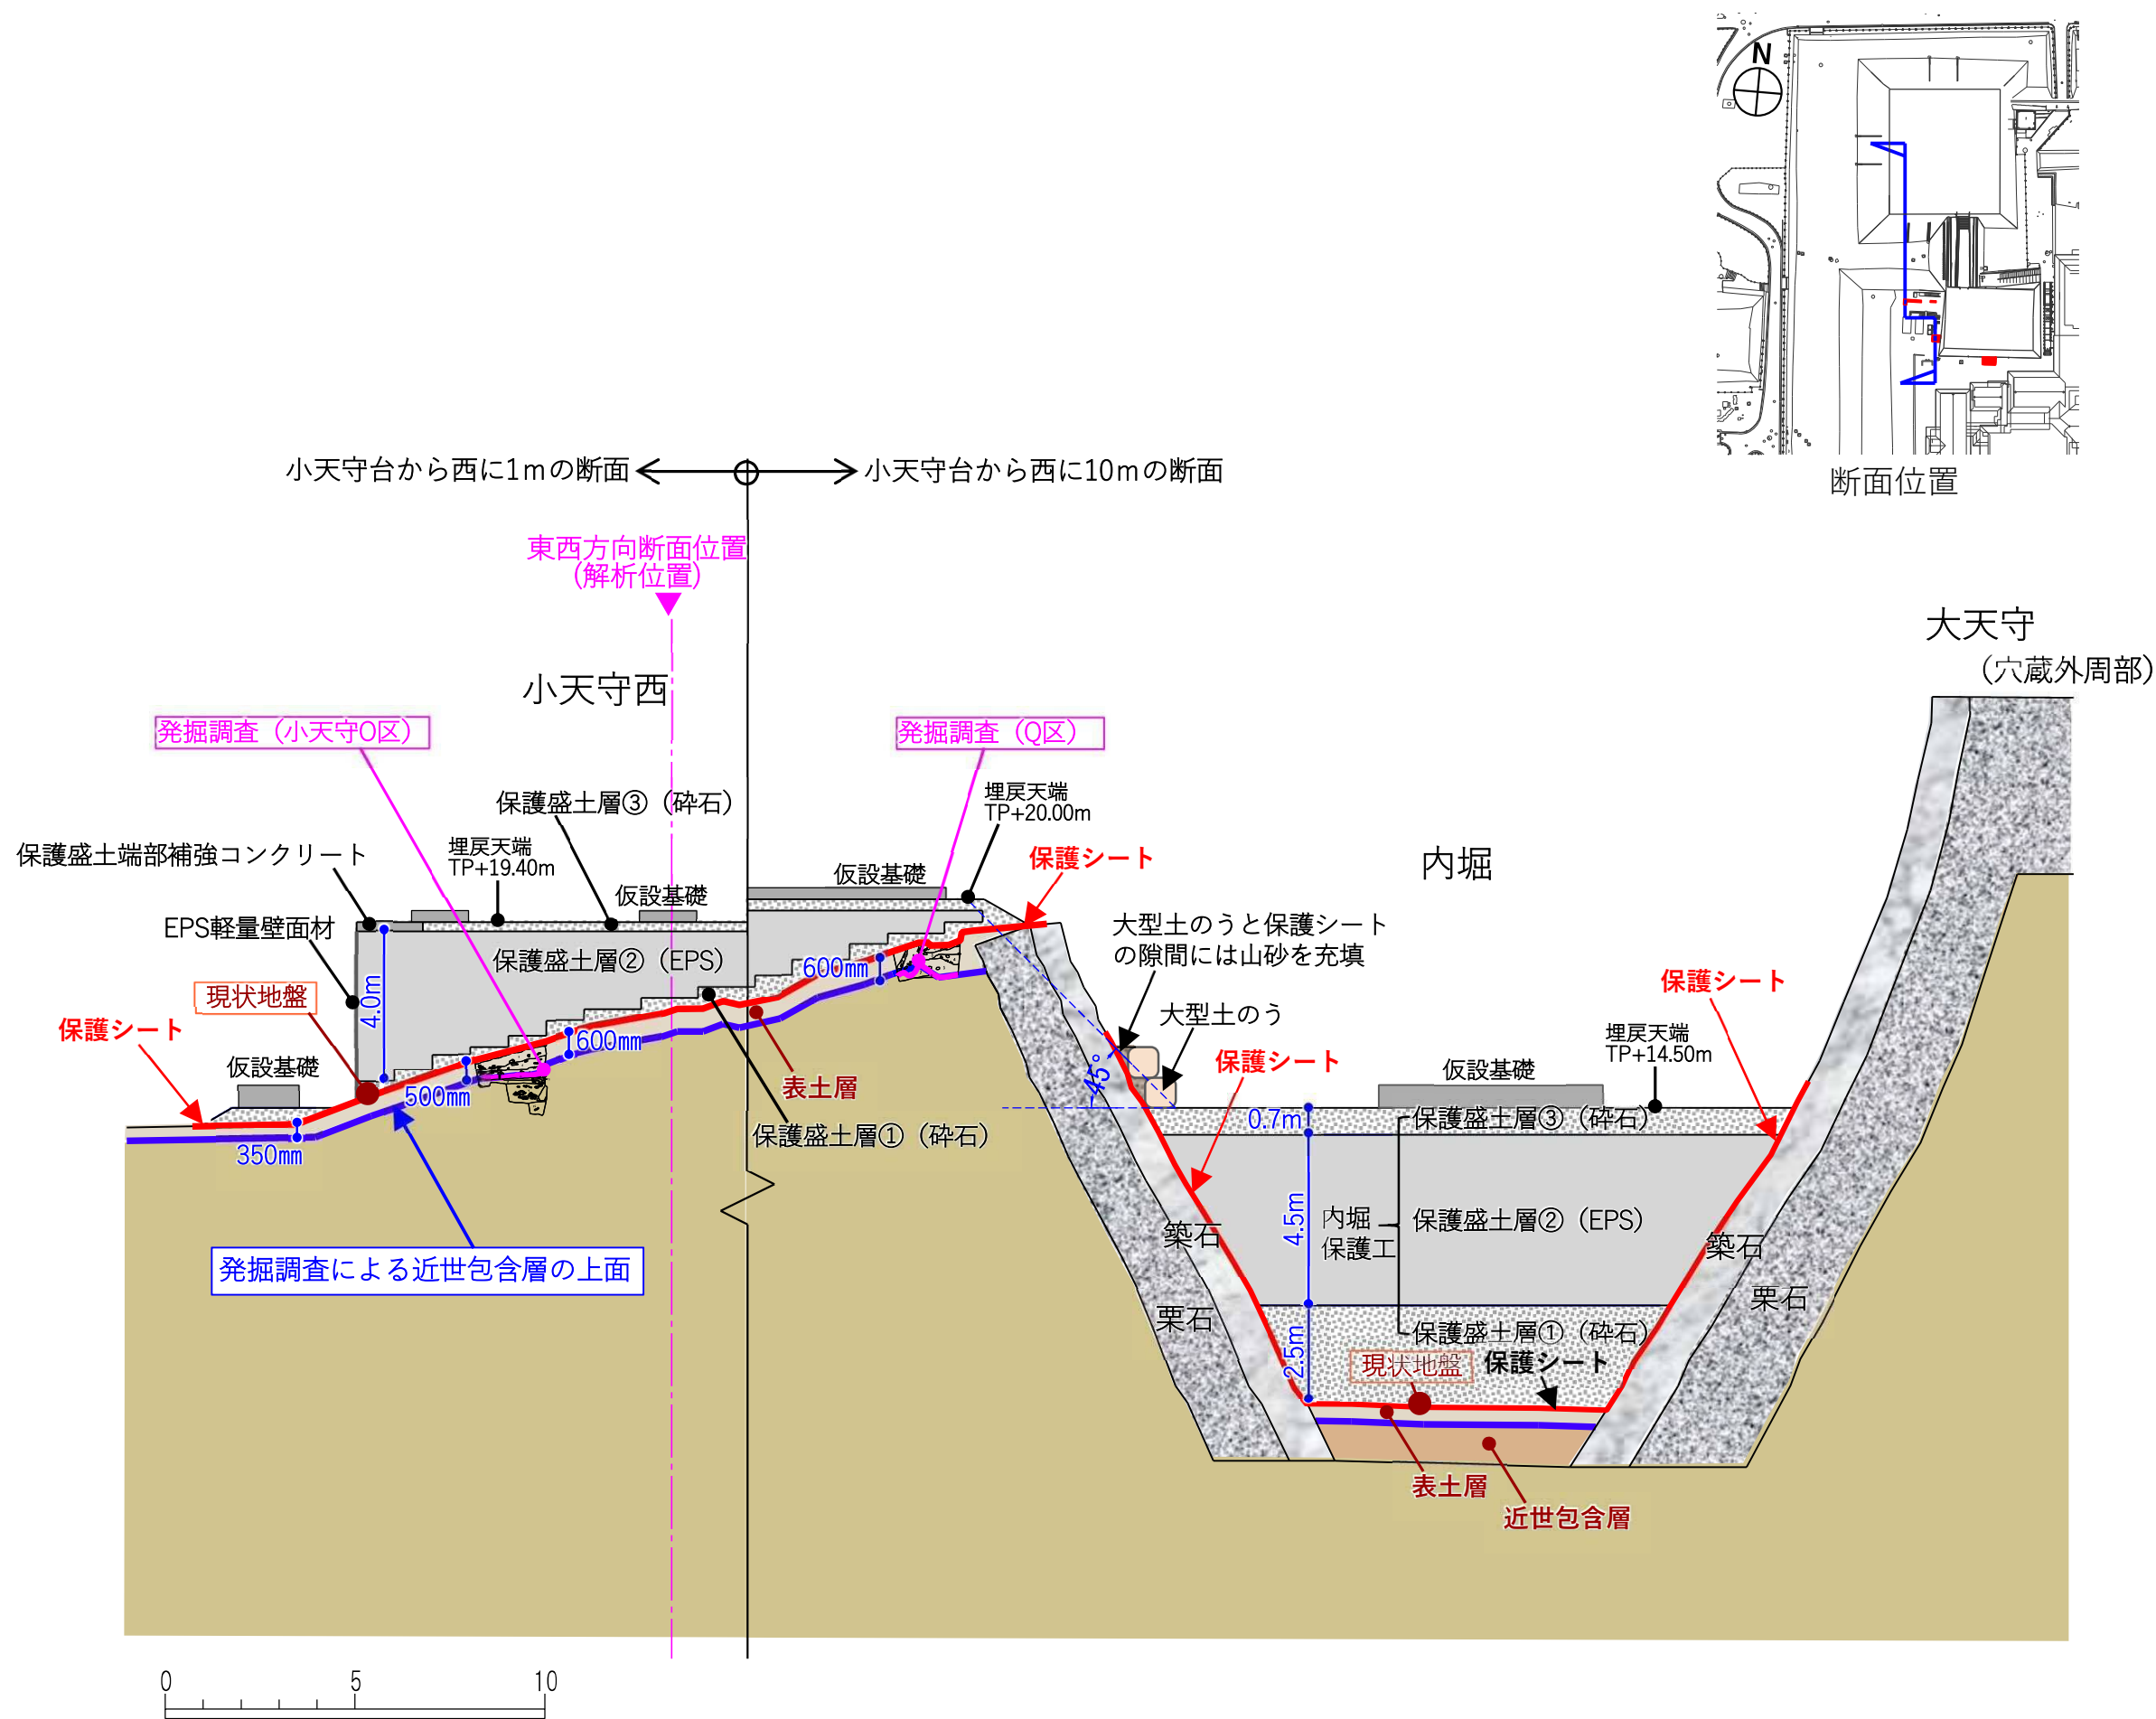 N
断面位置
小天守台から西に1mの断面
小天守台から西に10mの断面
東西方向断面位置
(解析位置)
小天守西
大天守
(穴蔵外周部)
発掘調査（小天守O区）
発掘調査（Q区）
保護盛土層③（砕石）
埋戻天端
TP+20.00m
保護盛土端部補強コンクリート
埋戻天端
TP+19.40m
仮設基礎
仮設基礎
保護シート
内堀
EPS軽量壁面材
保護盛土層②（EPS）
大型土のうと保護シート
の隙間には山砂を充填
4.0m
600mm
現状地盤
保護シート
保護シート
大型土のう
埋戻天端
TP+14.50m
仮設基礎
600mm
500mm
表土層
45°
保護シート
仮設基礎
350mm
保護盛土層①（砕石）
0.7m
保護盛土層③（砕石）
4.5m
内堀
保護工
保護盛土層②（EPS）
築石
築石
発掘調査による近世包含層の上面
栗石
栗石
2.5m
保護盛土層①（砕石）
現状地盤
保護シート
表土層
近世包含層
0
5
10